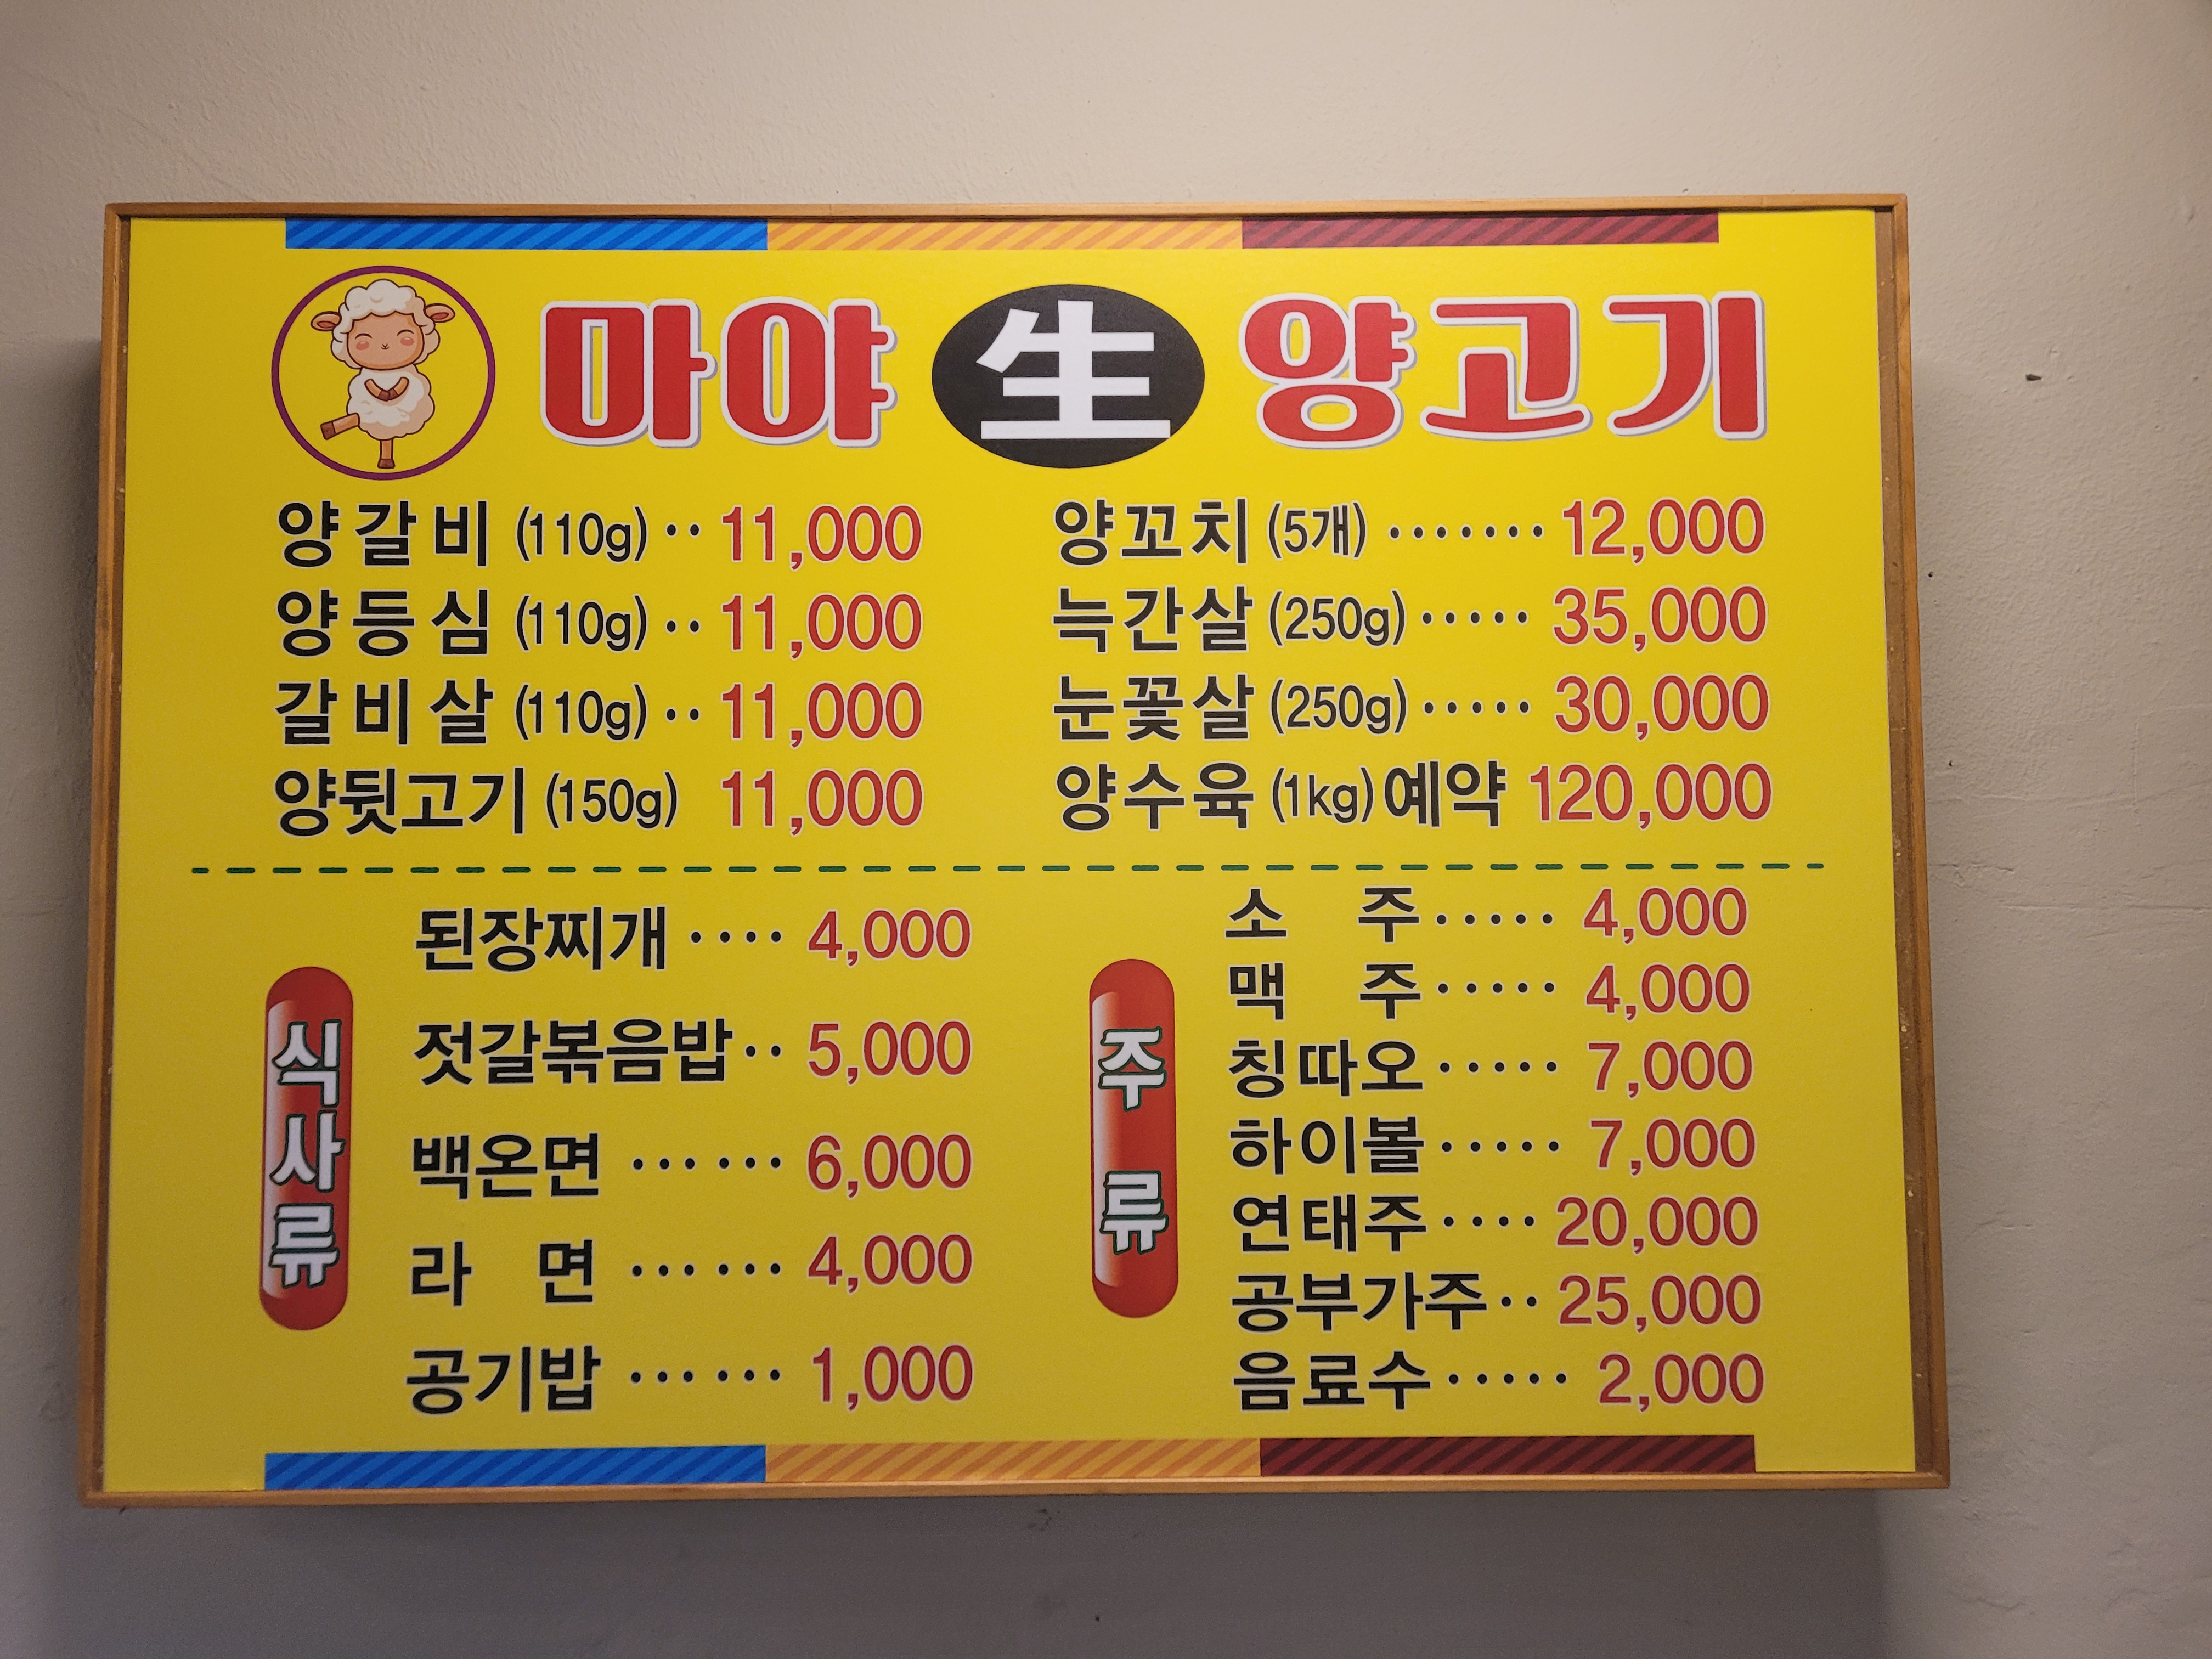 마야 生 양고기
양갈비 (110g) ·· 11,000
양등심 (110g) ·· 11,000
갈비살 (110g) ·· 11,000
양뒷고기 (150g) 11,000
양꼬치 (5개) ······· 12,000
늑간살 (250g) ····· 35,000
눈꽃살 (250g) ····· 30,000
양수육 (1kg) 예약 120,000
식사류
된장찌개 ···· 4,000
젓갈볶음밥 ·· 5,000
백온면 ······ 6,000
라면 ······ 4,000
공기밥 ······ 1,000
주류
소주 ····· 4,000
맥주 ····· 4,000
칭따오 ····· 7,000
하이볼 ····· 7,000
연태주 ···· 20,000
공부가주 ·· 25,000
음료수 ····· 2,000